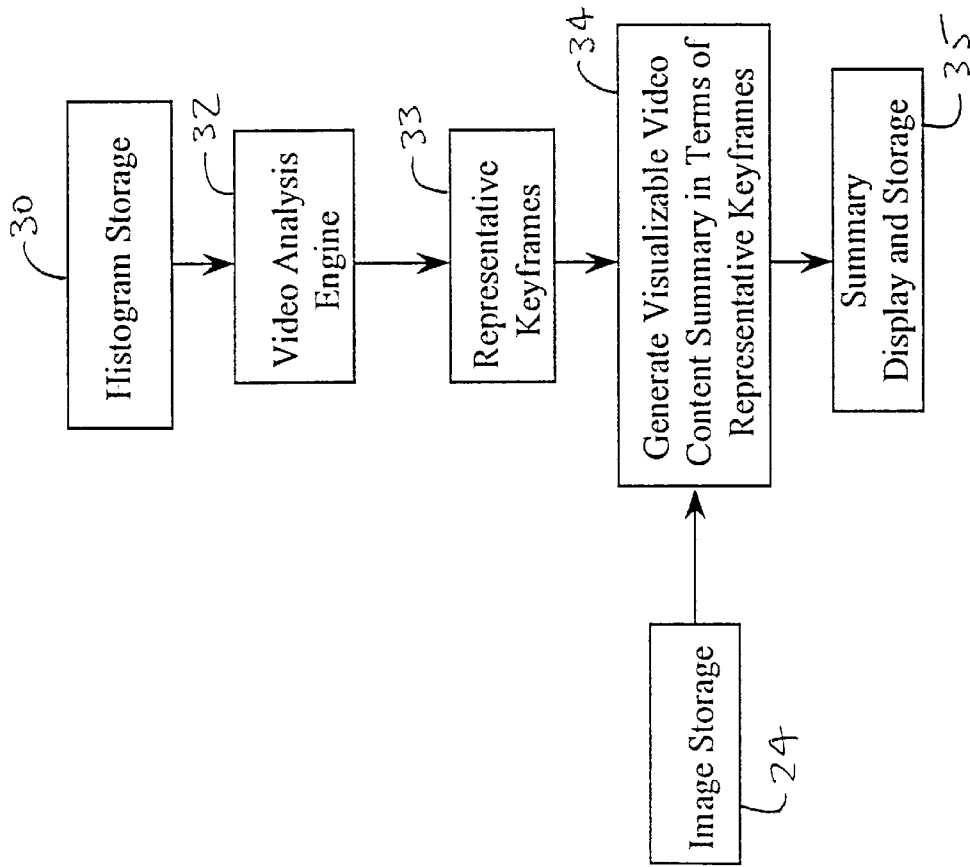 30
Histogram Storage
32
Video Analysis
Engine
33
Representative
Keyframes
34
Generate Visualizable Video
Content Summary in Terms of
Representative Keyframes
Image Storage
24
Summary
Display and Storage
35